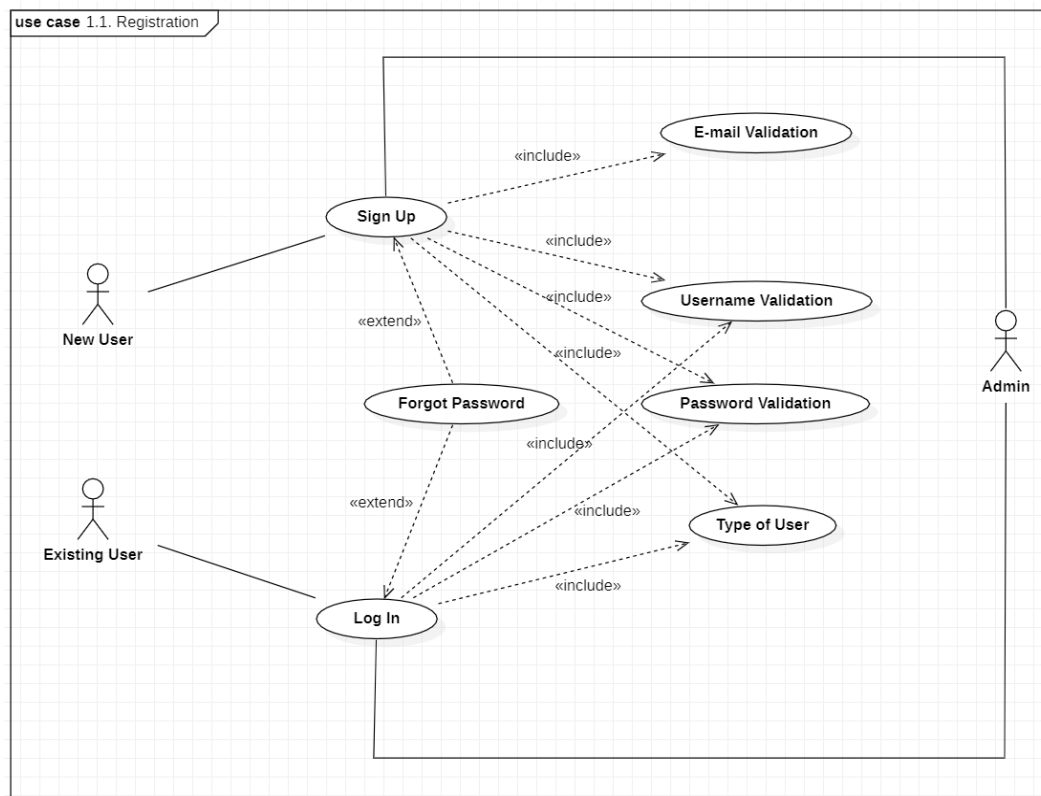 use case 1.1. Registration
E-mail Validation
«include»
Sign Up
«include»
Username Validation
«include»
«extend»
New User
«include»
Admin
Forgot Password
Password Validation
«include»
«extend»
«include»
Type of User
Existing User
«include»
Log In